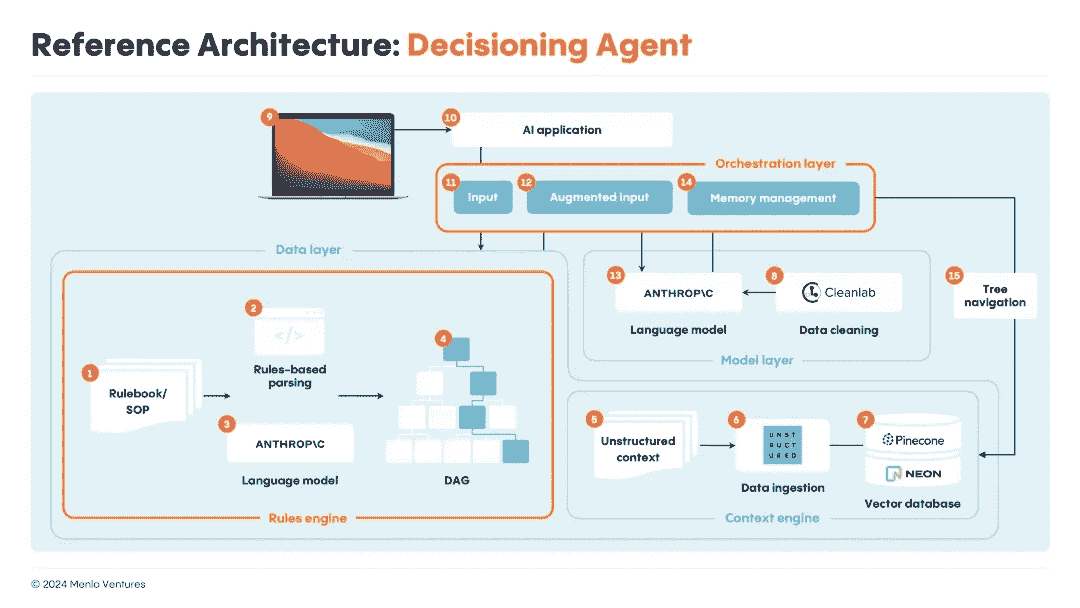 Reference Architecture: Decisioning Agent
9
10
AI application
Orchestration layer
11
Input
12
Augmented input
14
Memory management
Data layer
13
ANTHROP\C
Language model
8
Cleanlab
Data cleaning
15
Tree
navigation
Model layer
1
Rulebook/
SOP
2
</>
Rules-based
parsing
3
ANTHROP\C
Language model
4
DAG
Rules engine
5
Unstructured
context
6
UNST
RUCT
URED
Data ingestion
7
Pinecone
NEON
Vector database
Context engine
© 2024 Menlo Ventures